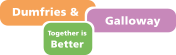 Dumfries &
Galloway
Together is
Better